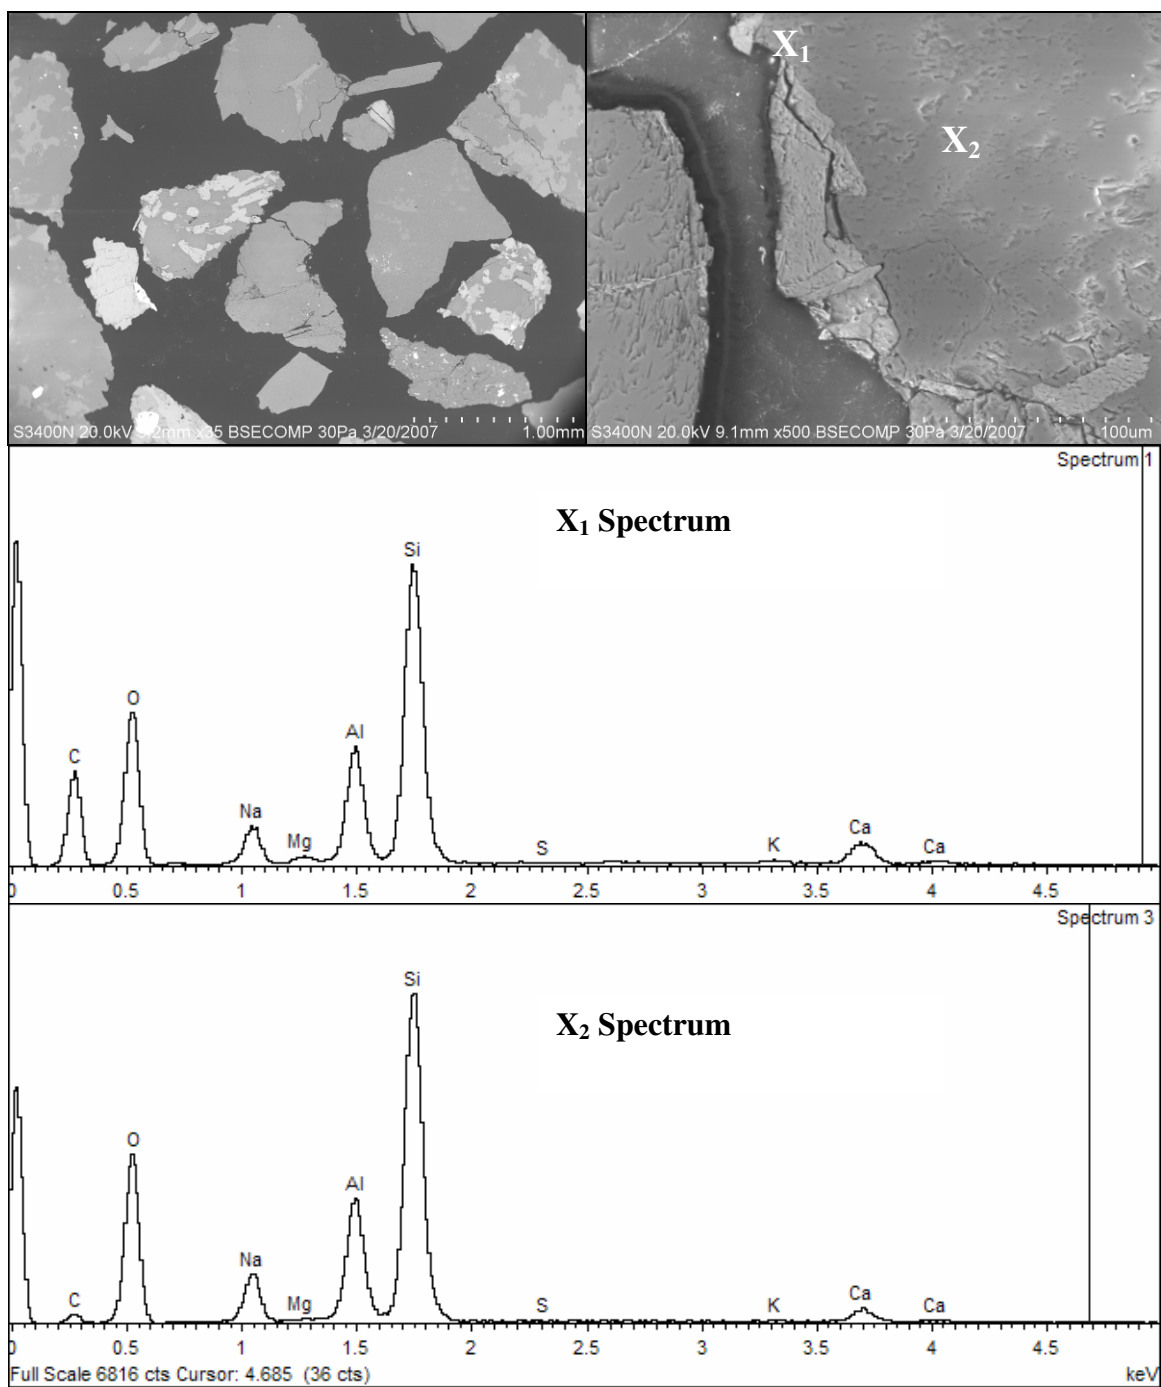 X₁
X₂
S3400N 20.0kV 9.2mm x35 BSECOMP 30Pa 3/20/2007 1.00mm
S3400N 20.0kV 9.1mm x500 BSECOMP 30Pa 3/20/2007 100um
Spectrum 1
X₁ Spectrum
Si
O
Al
C
Na
Mg
S
K
Ca
Ca
0 0.5 1 1.5 2 2.5 3 3.5 4 4.5
Spectrum 3
X₂ Spectrum
Si
O
Al
Na
C
Mg
S
K
Ca
Ca
0 0.5 1 1.5 2 2.5 3 3.5 4 4.5
Full Scale 6816 cts Cursor: 4.685 (36 cts) keV